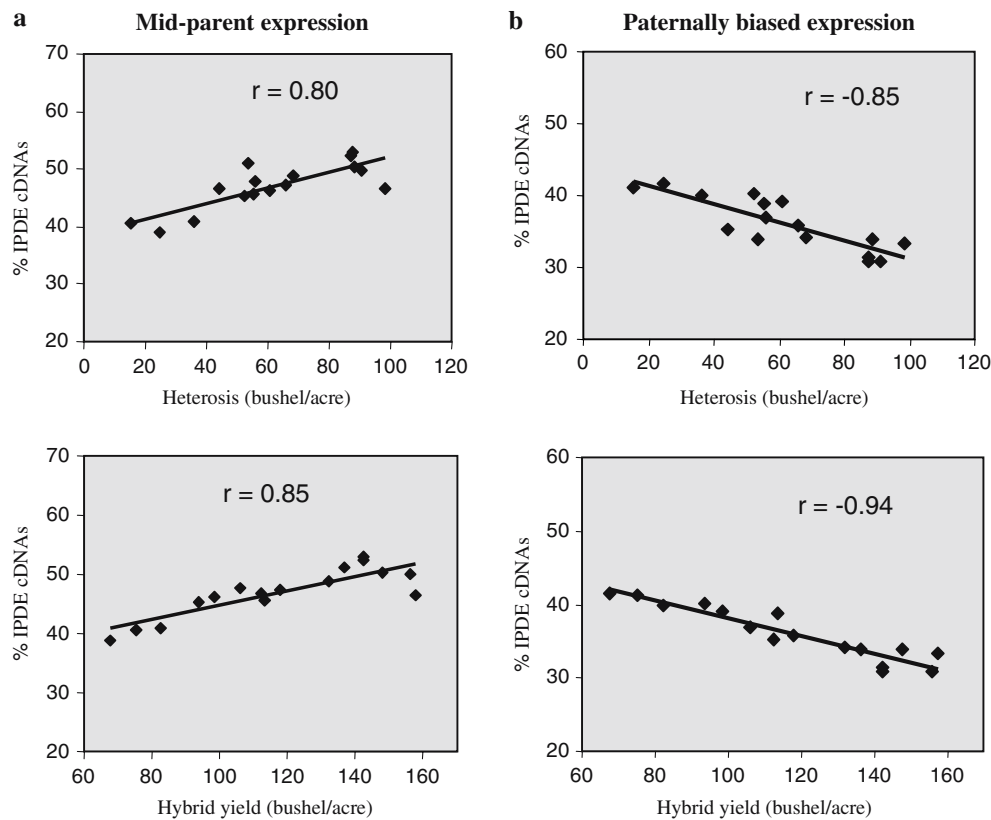 a Mid-parent expression
70
60
50
40
30
20
% IPDE cDNAs
r = 0.80
0 20 40 60 80 100 120
Heterosis (bushel/acre)
b Paternally biased expression
60
50
40
30
20
% IPDE cDNAs
r = -0.85
0 20 40 60 80 100 120
Heterosis (bushel/acre)
70
60
50
40
30
20
% IPDE cDNAs
r = 0.85
60 80 100 120 140 160
Hybrid yield (bushel/acre)
60
50
40
30
20
% IPDE cDNAs
r = -0.94
60 80 100 120 140 160
Hybrid yield (bushel/acre)